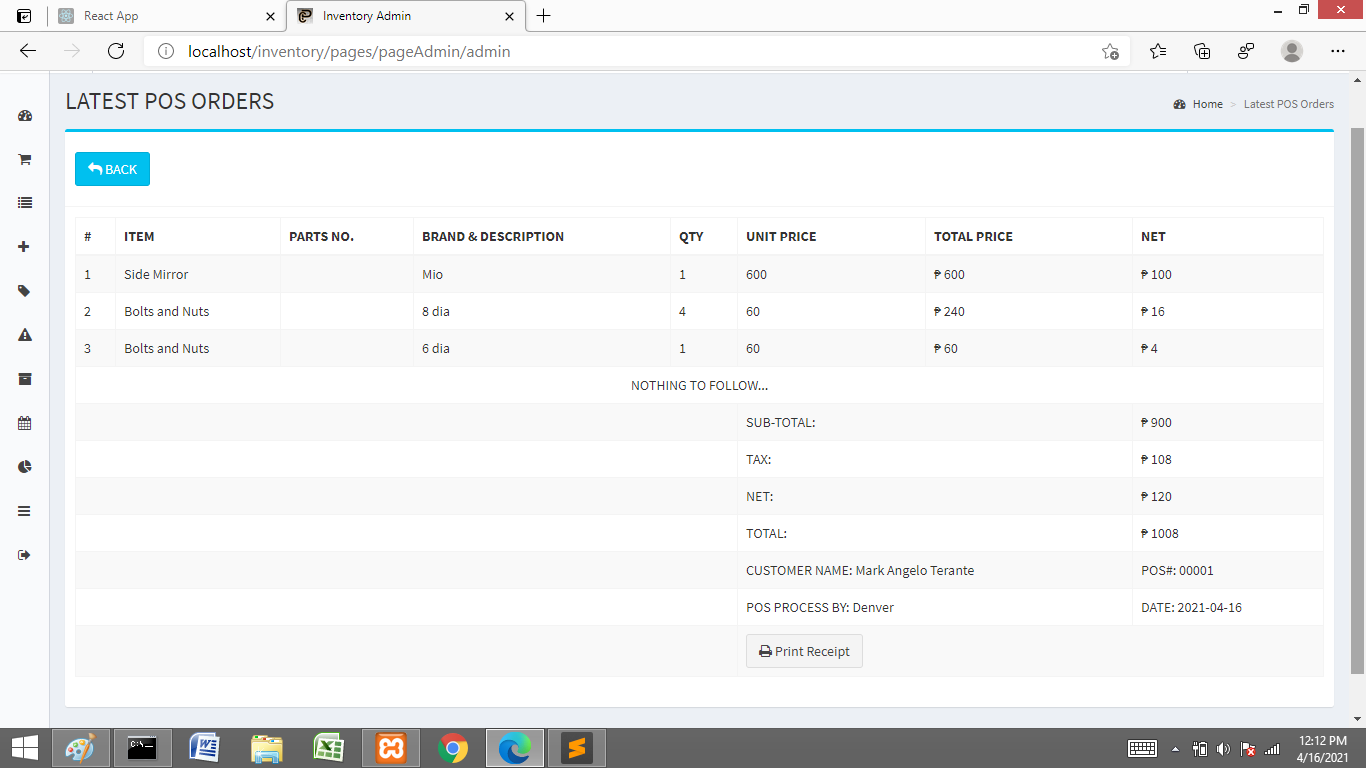 React App
Inventory Admin
localhost/inventory/pages/pageAdmin/admin
LATEST POS ORDERS
Home > Latest POS Orders
BACK
# ITEM PARTS NO. BRAND & DESCRIPTION QTY UNIT PRICE TOTAL PRICE NET
1 Side Mirror Mio 1 600 ₱ 600 ₱ 100
2 Bolts and Nuts 8 dia 4 60 ₱ 240 ₱ 16
3 Bolts and Nuts 6 dia 1 60 ₱ 60 ₱ 4
NOTHING TO FOLLOW...
SUB-TOTAL: ₱ 900
TAX: ₱ 108
NET: ₱ 120
TOTAL: ₱ 1008
CUSTOMER NAME: Mark Angelo Terante POS#: 00001
POS PROCESS BY: Denver DATE: 2021-04-16
Print Receipt
C:\_
12:12 PM
4/16/2021